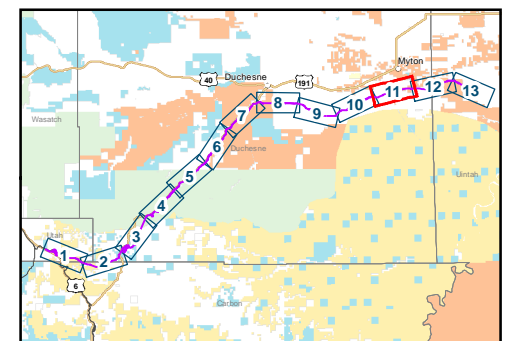 Myton
40
Duchesne
191
11
12
13
10
8
9
7
Wasatch
6
Duchesne
5
Uintah
4
3
Utah
1
2
6
Carbon